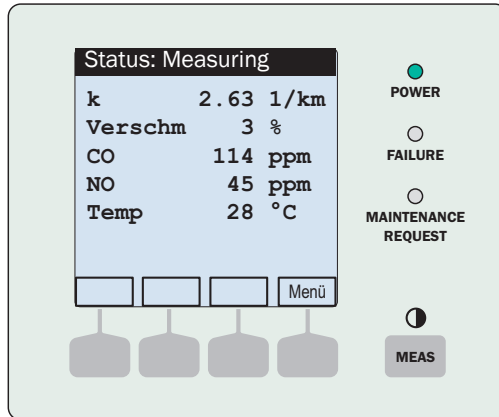 Status: Measuring
k 2.63 1/km
Verschm 3 %
CO 114 ppm
NO 45 ppm
Temp 28 °C
Menü
POWER
FAILURE
MAINTENANCE
REQUEST
MEAS